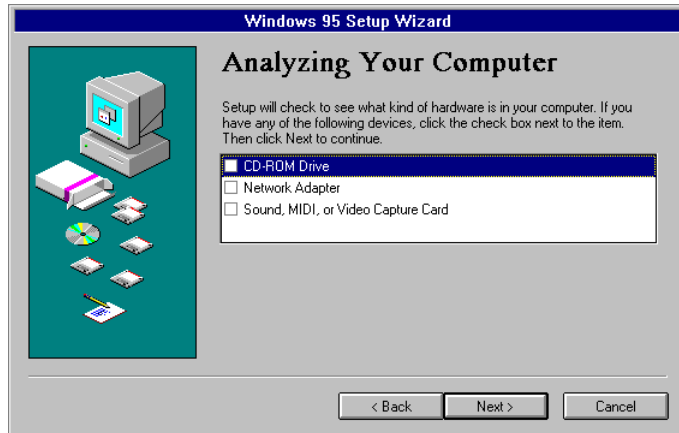 Windows 95 Setup Wizard
Analyzing Your Computer
Setup will check to see what kind of hardware is in your computer. If you
have any of the following devices, click the check box next to the item.
Then click Next to continue.
CD-ROM Drive
Network Adapter
Sound, MIDI, or Video Capture Card
< Back
Next >
Cancel